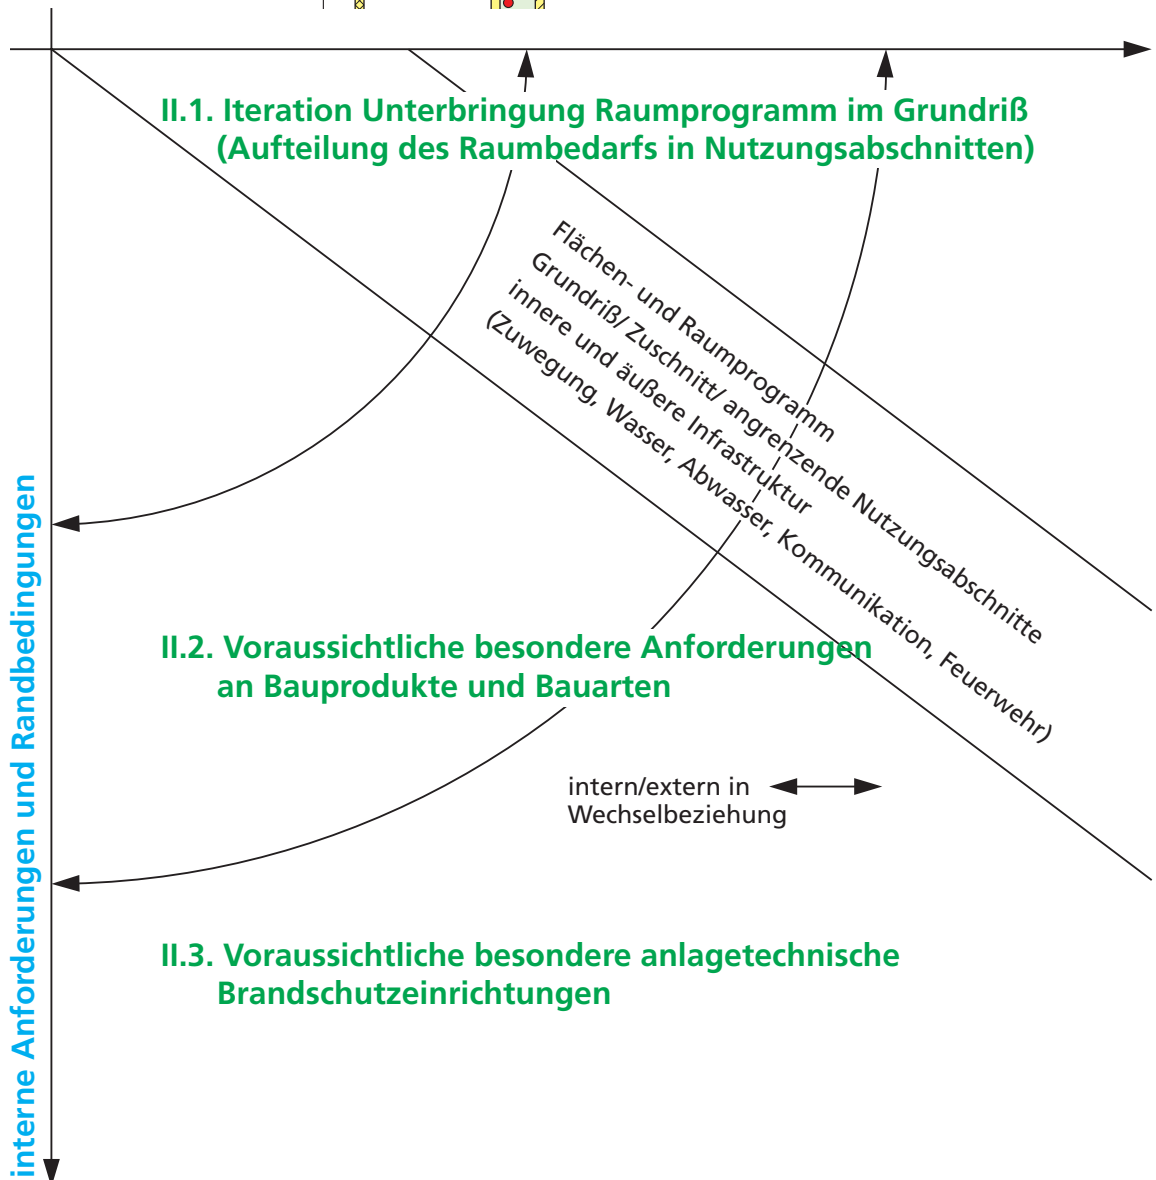 II.1. Iteration Unterbringung Raumprogramm im Grundriß
(Aufteilung des Raumbedarfs in Nutzungsabschnitten)
Flächen- und Raumprogramm
Grundriß/ Zuschnitt/ angrenzende Nutzungsabschnitte
innere und äußere Infrastruktur
(Zuwegung, Wasser, Abwasser, Kommunikation, Feuerwehr)
interne Anforderungen und Randbedingungen
II.2. Voraussichtliche besondere Anforderungen
an Bauprodukte und Bauarten
intern/extern in
Wechselbeziehung
II.3. Voraussichtliche besondere anlagetechnische
Brandschutzeinrichtungen